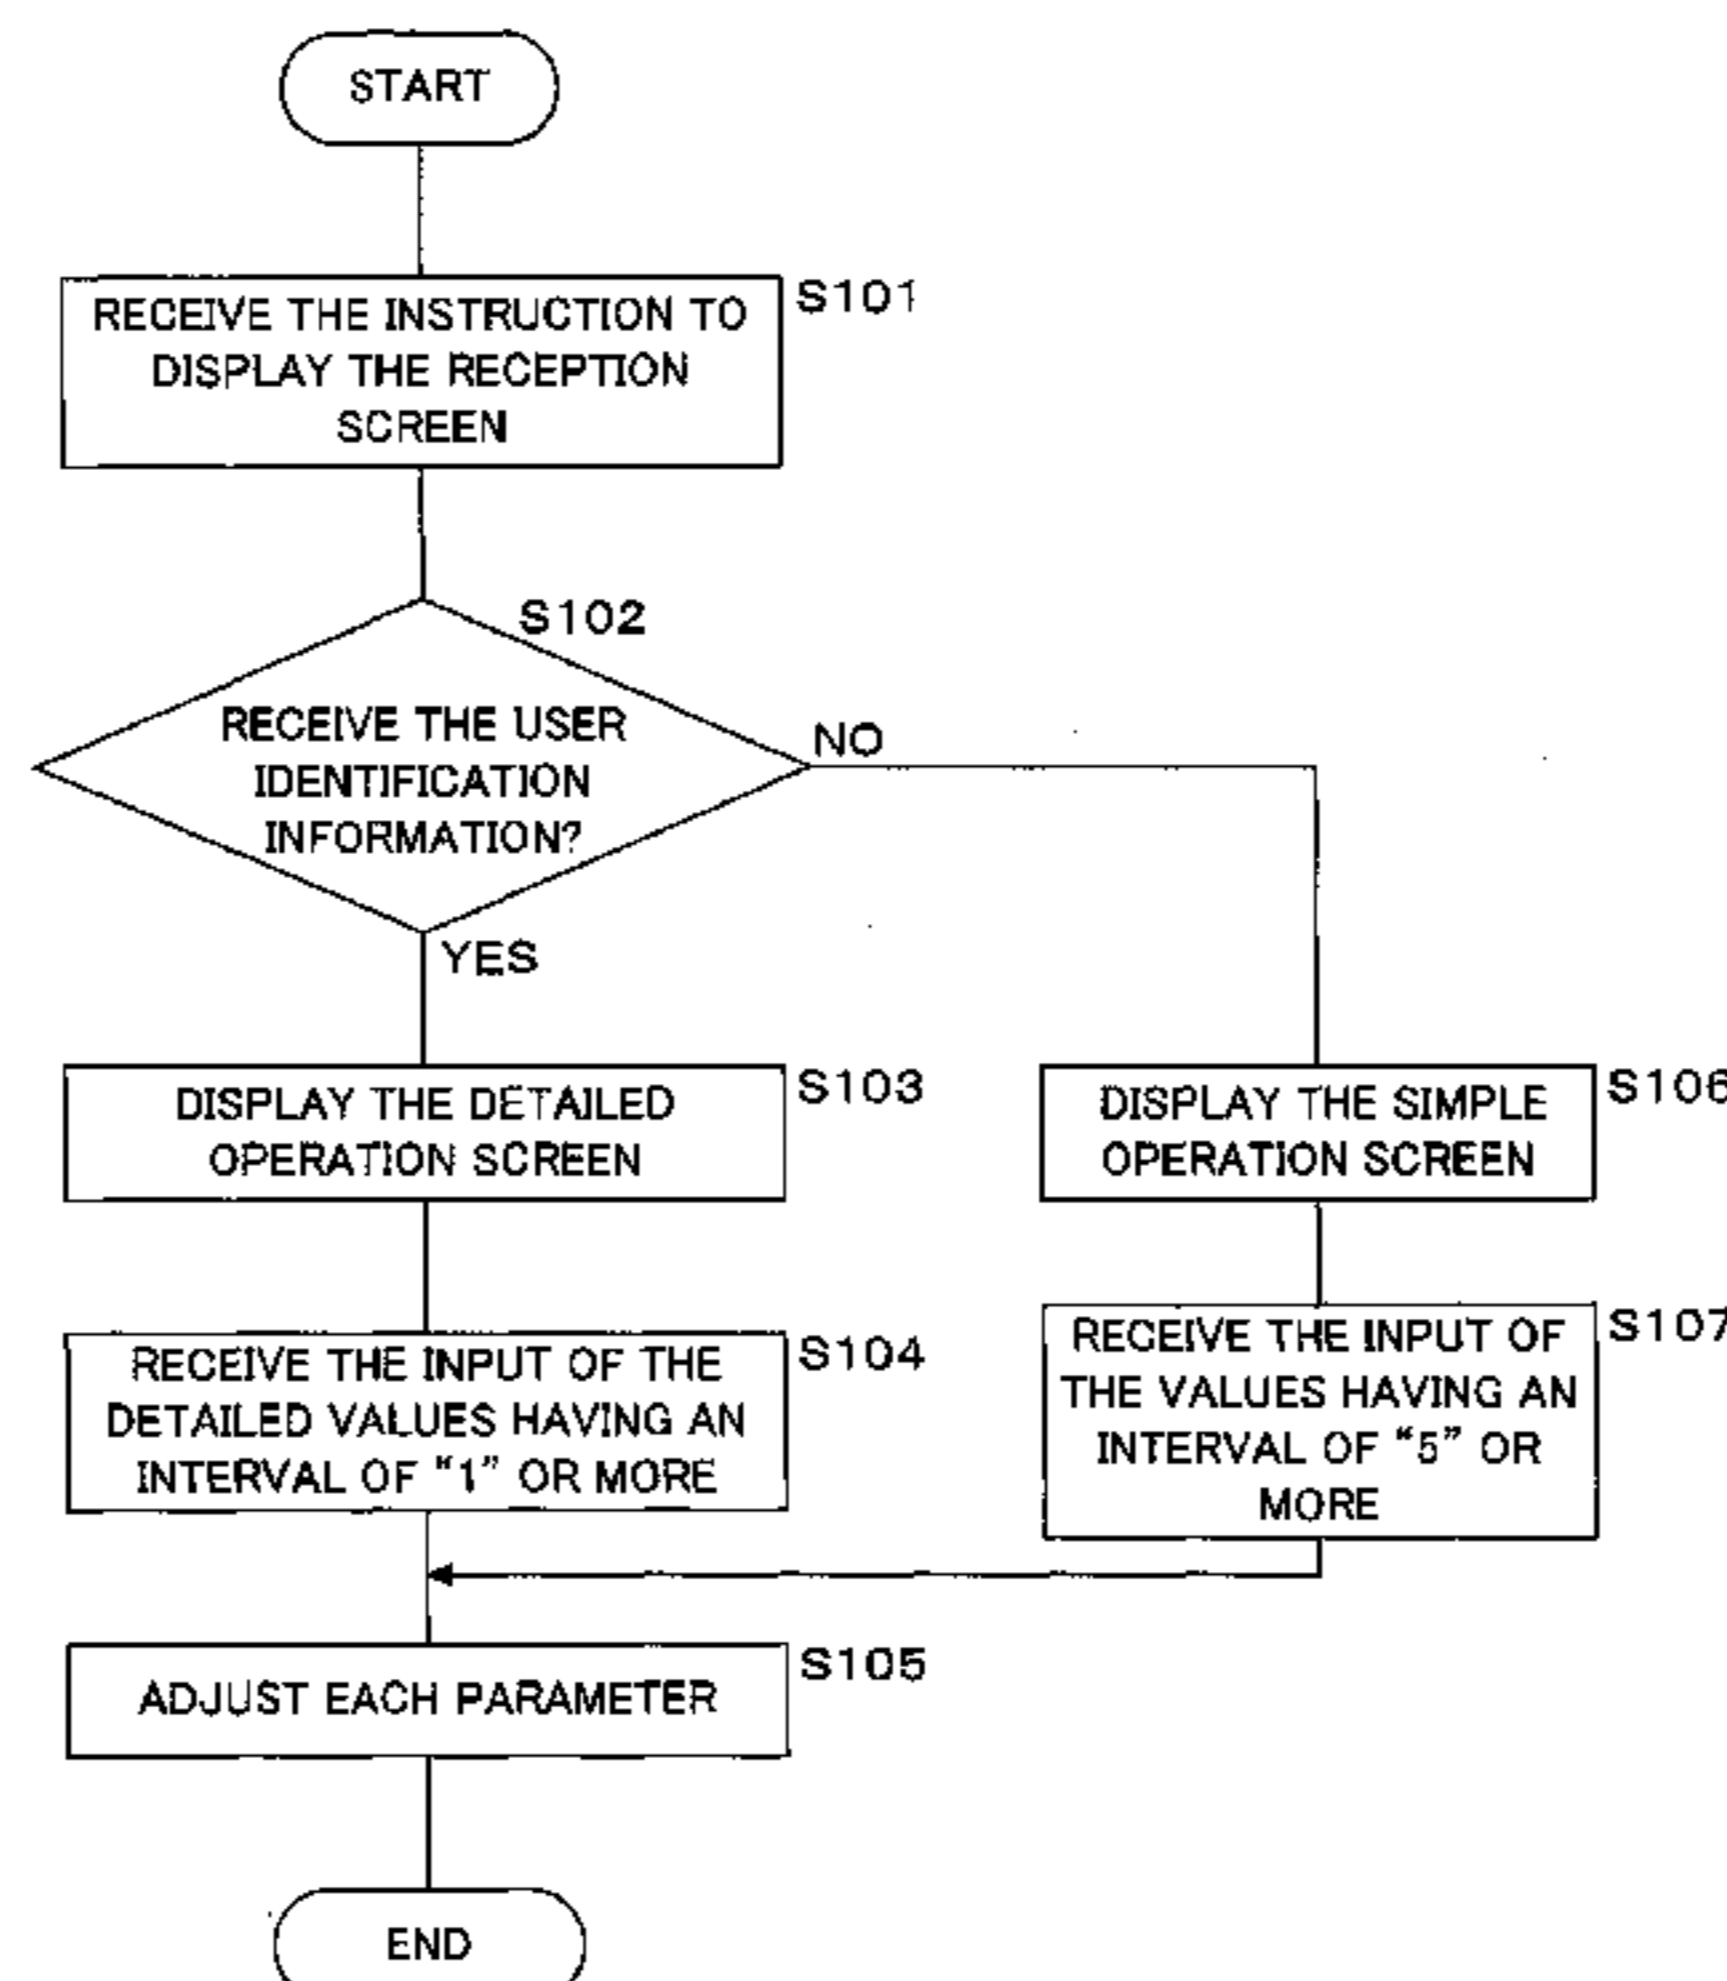 START
RECEIVE THE INSTRUCTION TO
DISPLAY THE RECEPTION
SCREEN
S101
S102
RECEIVE THE USER
IDENTIFICATION
INFORMATION?
NO
YES
DISPLAY THE DETAILED
OPERATION SCREEN
S103
DISPLAY THE SIMPLE
OPERATION SCREEN
S106
RECEIVE THE INPUT OF THE
DETAILED VALUES HAVING AN
INTERVAL OF “1” OR MORE
S104
RECEIVE THE INPUT OF
THE VALUES HAVING AN
INTERVAL OF “5” OR
MORE
S107
ADJUST EACH PARAMETER
S105
END